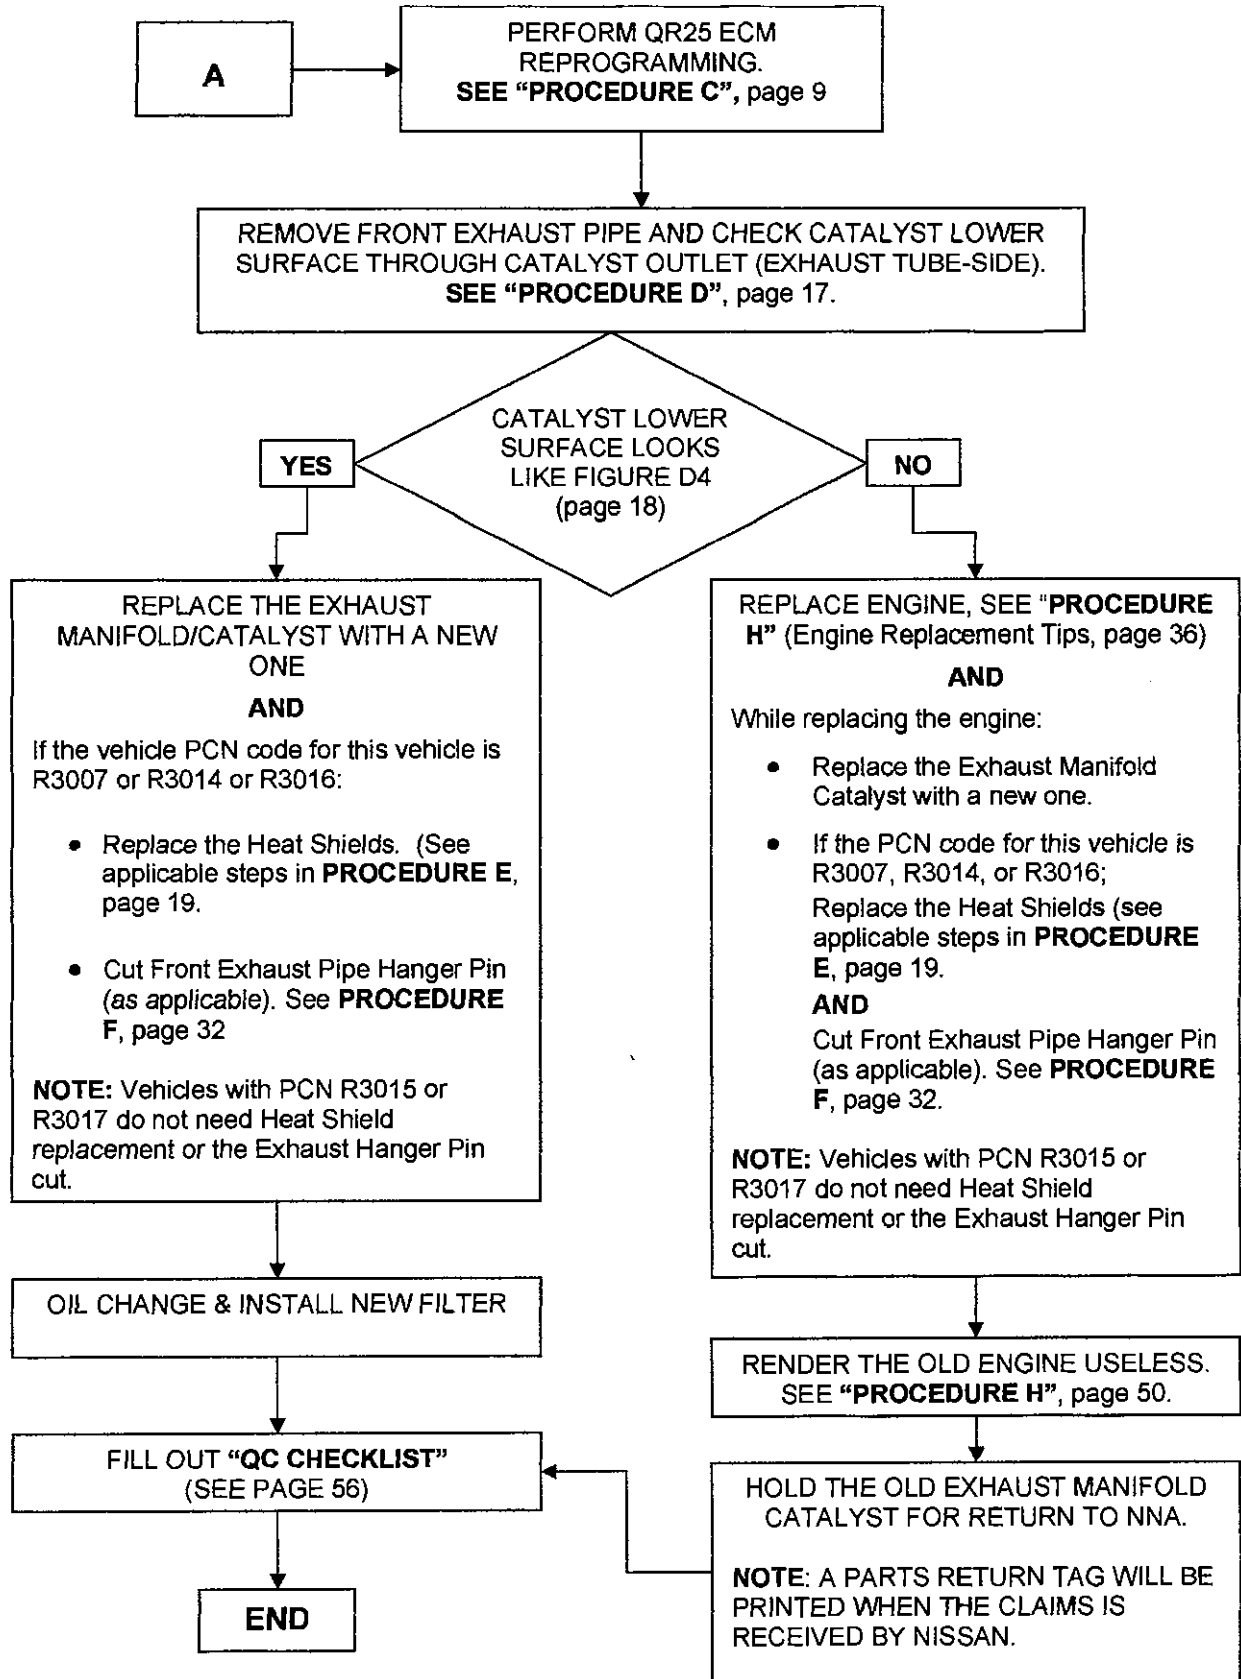 A
PERFORM QR25 ECM
REPROGRAMMING.
SEE “PROCEDURE C”, page 9
REMOVE FRONT EXHAUST PIPE AND CHECK CATALYST LOWER
SURFACE THROUGH CATALYST OUTLET (EXHAUST TUBE-SIDE).
SEE “PROCEDURE D”, page 17.
CATALYST LOWER
SURFACE LOOKS
LIKE FIGURE D4
(page 18)
YES
NO
REPLACE THE EXHAUST
MANIFOLD/CATALYST WITH A NEW
ONE
AND
If the vehicle PCN code for this vehicle is
R3007 or R3014 or R3016:
• Replace the Heat Shields. (See
applicable steps in PROCEDURE E,
page 19.
• Cut Front Exhaust Pipe Hanger Pin
(as applicable). See PROCEDURE
F, page 32
NOTE: Vehicles with PCN R3015 or
R3017 do not need Heat Shield
replacement or the Exhaust Hanger Pin
cut.
OIL CHANGE & INSTALL NEW FILTER
FILL OUT “QC CHECKLIST”
(SEE PAGE 56)
END
REPLACE ENGINE, SEE “PROCEDURE
H” (Engine Replacement Tips, page 36)
AND
While replacing the engine:
• Replace the Exhaust Manifold
Catalyst with a new one.
• If the PCN code for this vehicle is
R3007, R3014, or R3016;
Replace the Heat Shields (see
applicable steps in PROCEDURE
E, page 19.
AND
Cut Front Exhaust Pipe Hanger Pin
(as applicable). See PROCEDURE
F, page 32.
NOTE: Vehicles with PCN R3015 or
R3017 do not need Heat Shield
replacement or the Exhaust Hanger Pin
cut.
RENDER THE OLD ENGINE USELESS.
SEE “PROCEDURE H”, page 50.
HOLD THE OLD EXHAUST MANIFOLD
CATALYST FOR RETURN TO NNA.
NOTE: A PARTS RETURN TAG WILL BE
PRINTED WHEN THE CLAIMS IS
RECEIVED BY NISSAN.